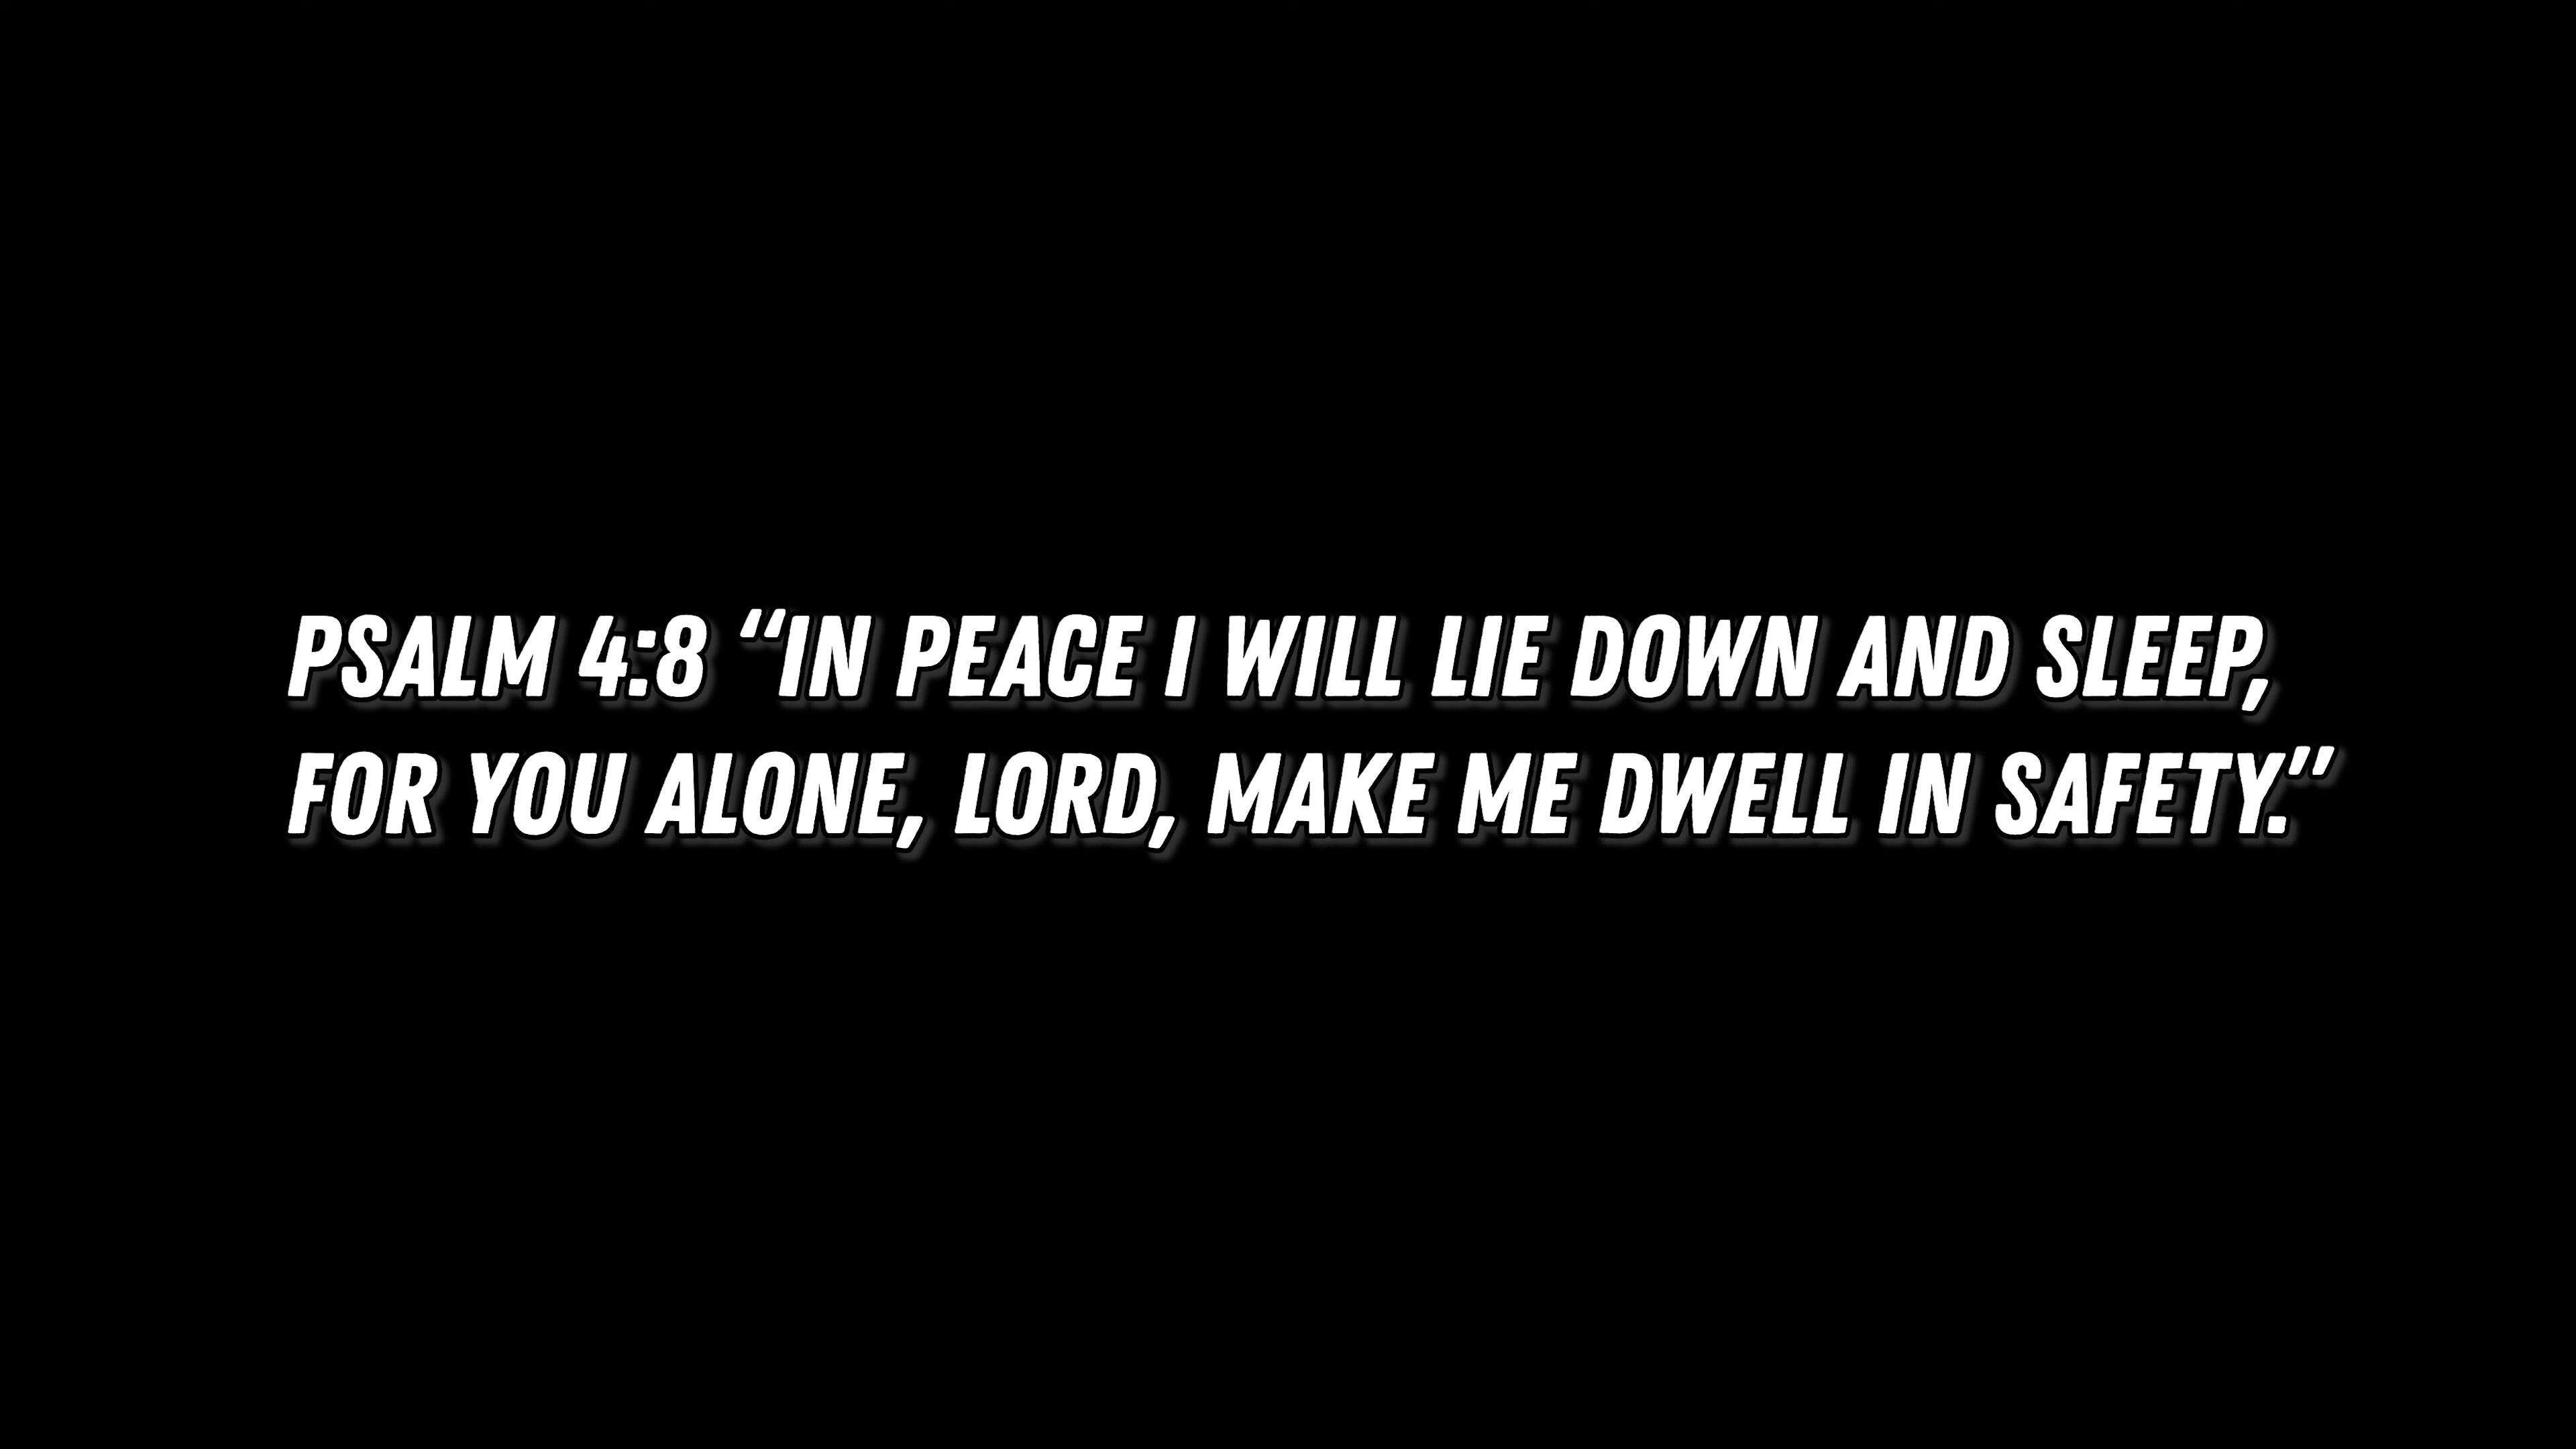 PSALM 4:8 “IN PEACE I WILL LIE DOWN AND SLEEP,
FOR YOU ALONE, LORD, MAKE ME DWELL IN SAFETY.”